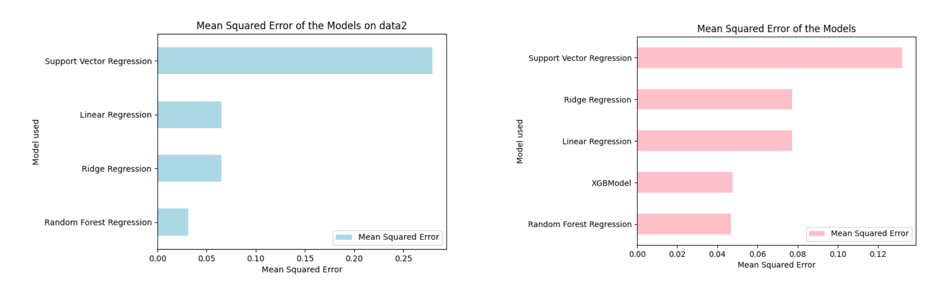 Mean Squared Error of the Models on data2
Support Vector Regression
Linear Regression
Ridge Regression
Random Forest Regression
Model used
Mean Squared Error
0.00 0.05 0.10 0.15 0.20 0.25
Mean Squared Error
Mean Squared Error of the Models
Support Vector Regression
Ridge Regression
Linear Regression
XGBModel
Random Forest Regression
Model used
Mean Squared Error
0.00 0.02 0.04 0.06 0.08 0.10 0.12
Mean Squared Error